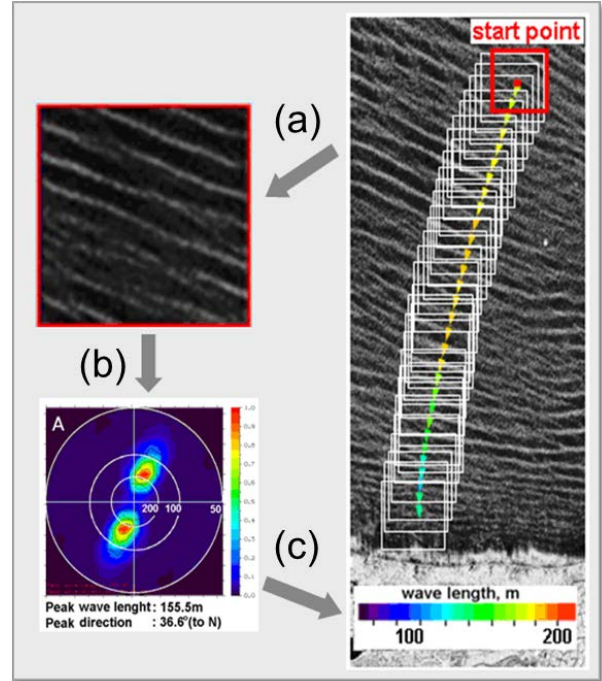 start point
(a)
(b)
A
200 100 50
1.0
0.9
0.8
0.7
0.6
0.5
0.4
0.3
0.2
0.1
0.0
Peak wave lenght : 155.5m
Peak direction : 36.6°(to N)
(c)
wave length, m
100 200